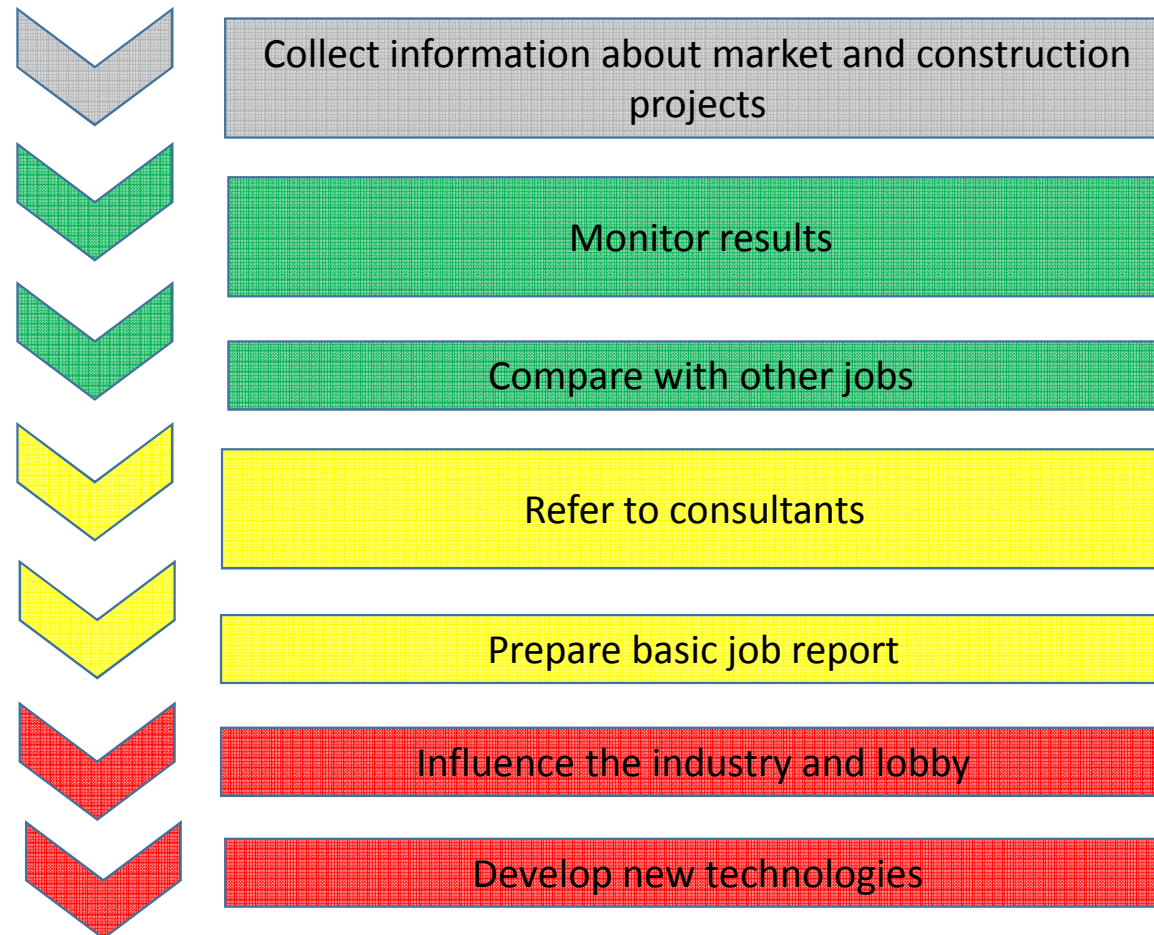 Collect information about market and construction
projects
Monitor results
Compare with other jobs
Refer to consultants
Prepare basic job report
Influence the industry and lobby
Develop new technologies